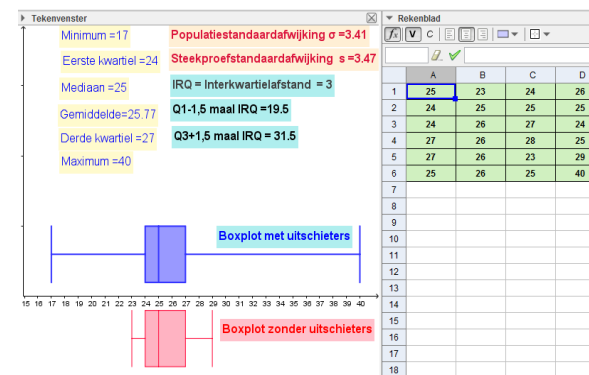 Tekenvenster
Minimum =17
Eerste kwartiel =24
Mediaan =25
Gemiddelde=25.77
Derde kwartiel =27
Maximum =40
Populatiestandaardafwijking σ =3.41
Steekproefstandaardafwijking s =3.47
IRQ = Interkwartielafstand = 3
Q1-1,5 maal IRQ =19.5
Q3+1,5 maal IRQ = 31.5
Boxplot met uitschieters
15 16 17 18 19 20 21 22 23 24 25 26 27 28 29 30 31 32 33 34 35 36 37 38 39 40
Boxplot zonder uitschieters
Rekenblad
fx V C
A B C D
1 25 23 24 26
2 24 25 25 25
3 24 26 27 24
4 27 26 28 25
5 27 26 23 29
6 25 26 25 40
7
8
9
10
11
12
13
14
15
16
17
18